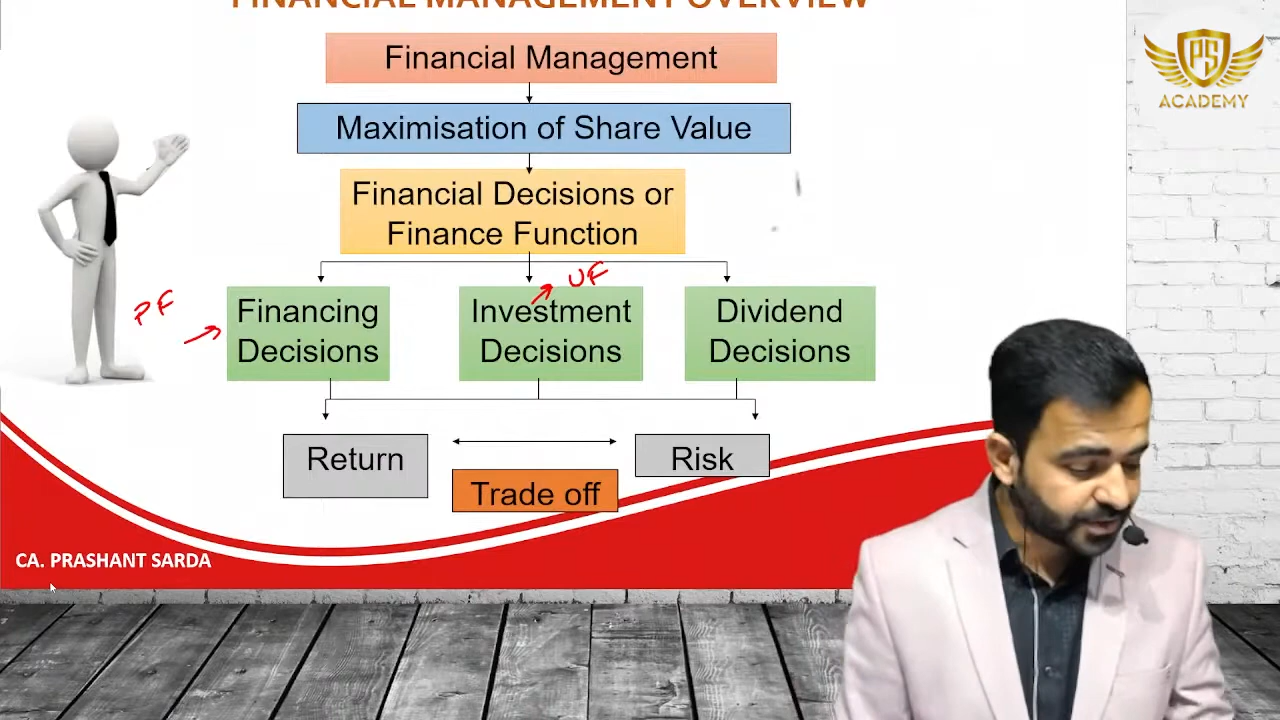 FINANCIAL MANAGEMENT OVERVIEW
PS
ACADEMY
Financial Management
Maximisation of Share Value
Financial Decisions or
Finance Function
UF
PF
Financing
Decisions
Investment
Decisions
Dividend
Decisions
Return
Risk
Trade off
CA. PRASHANT SARDA